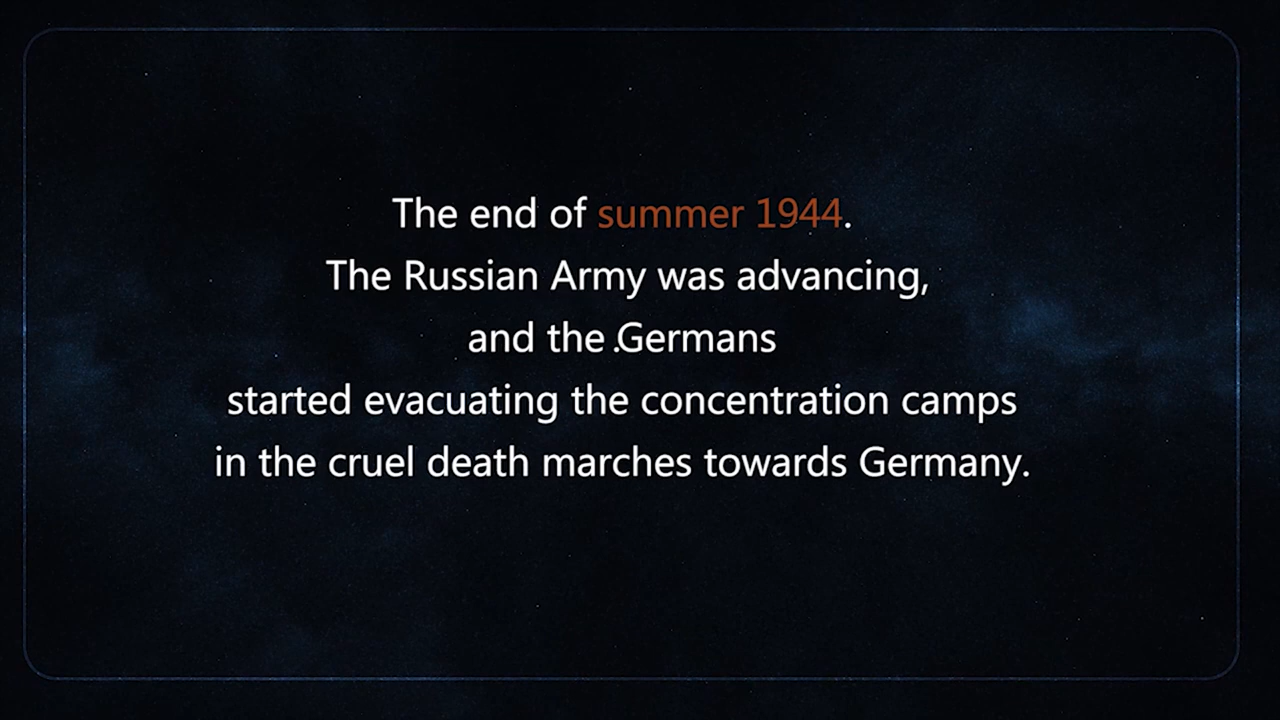 The end of summer 1944.
The Russian Army was advancing,
and the .Germans
started evacuating the concentration camps
in the cruel death marches towards Germany.